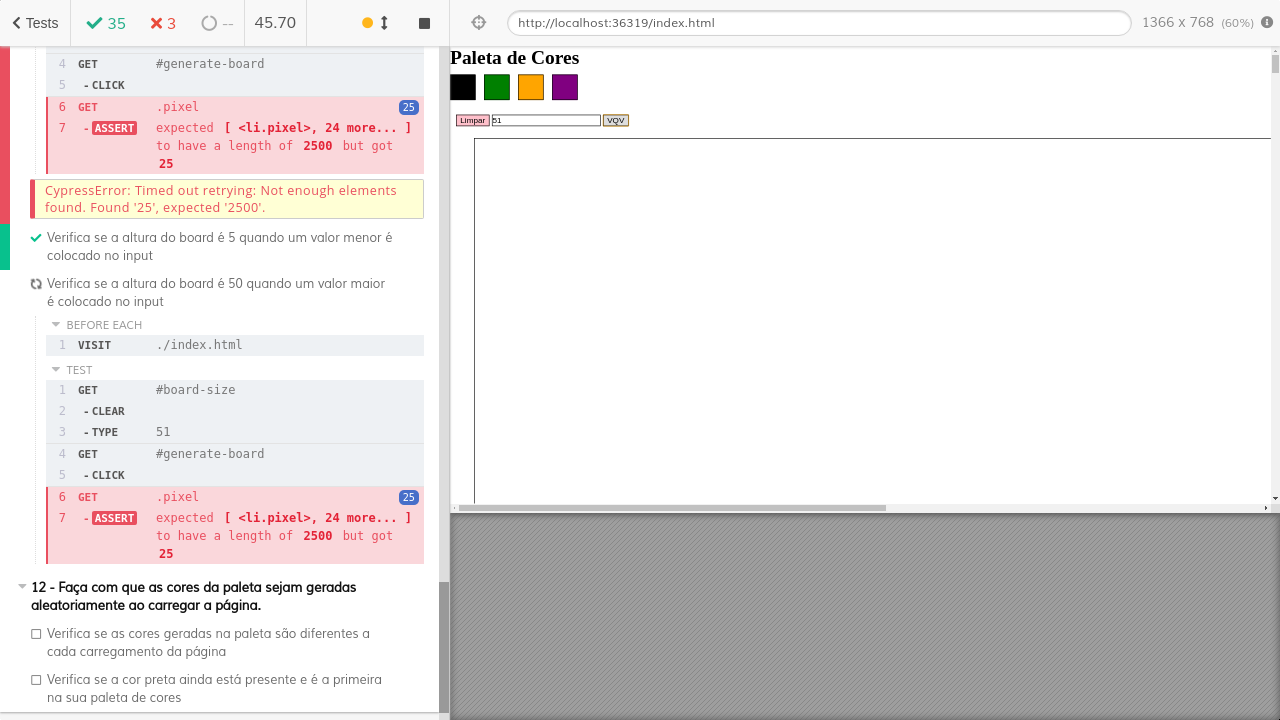 Tests
35
3
--
45.70
http://localhost:36319/index.html
1366 x 768 (60%)
4 GET #generate-board
5 - CLICK
6 GET .pixel 25
7 - ASSERT expected [ <li.pixel>, 24 more... ]
to have a length of 2500 but got
25
CypressError: Timed out retrying: Not enough elements
found. Found '25', expected '2500'.
Verifica se a altura do board é 5 quando um valor menor é
colocado no input
Verifica se a altura do board é 50 quando um valor maior
é colocado no input
BEFORE EACH
1 VISIT ./index.html
TEST
1 GET #board-size
2 - CLEAR
3 - TYPE 51
4 GET #generate-board
5 - CLICK
6 GET .pixel 25
7 - ASSERT expected [ <li.pixel>, 24 more... ]
to have a length of 2500 but got
25
12 - Faça com que as cores da paleta sejam geradas
aleatoriamente ao carregar a página.
Verifica se as cores geradas na paleta são diferentes a
cada carregamento da página
Verifica se a cor preta ainda está presente e é a primeira
na sua paleta de cores
Paleta de Cores
Limpar 51 VQV